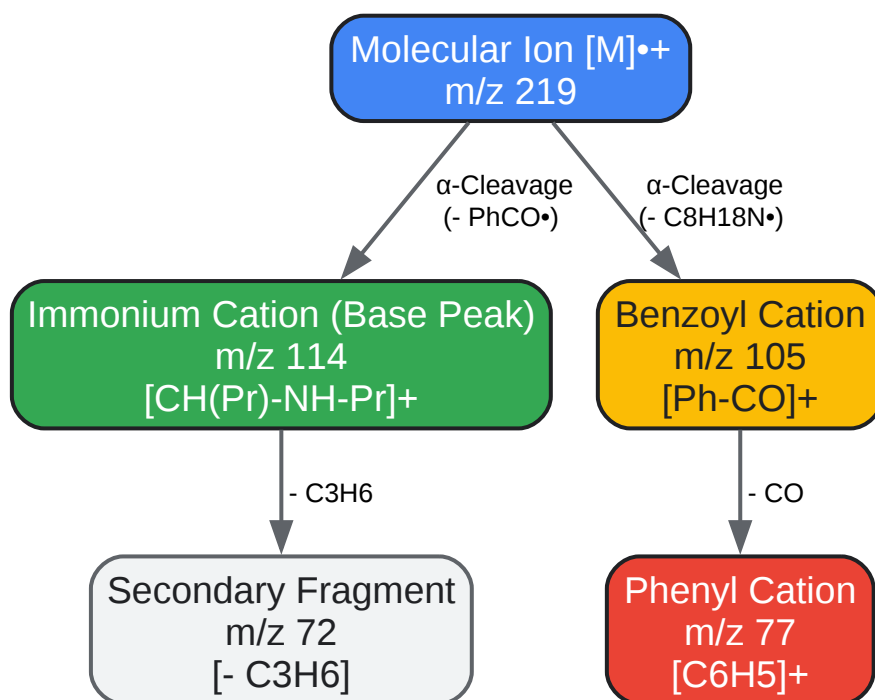 Molecular Ion [M]•+
m/z 219
α-Cleavage
(- PhCO•)
α-Cleavage
(- C8H18N•)
Immonium Cation (Base Peak)
m/z 114
[CH(Pr)-NH-Pr]+
Benzoyl Cation
m/z 105
[Ph-CO]+
- C3H6
- CO
Secondary Fragment
m/z 72
[- C3H6]
Phenyl Cation
m/z 77
[C6H5]+